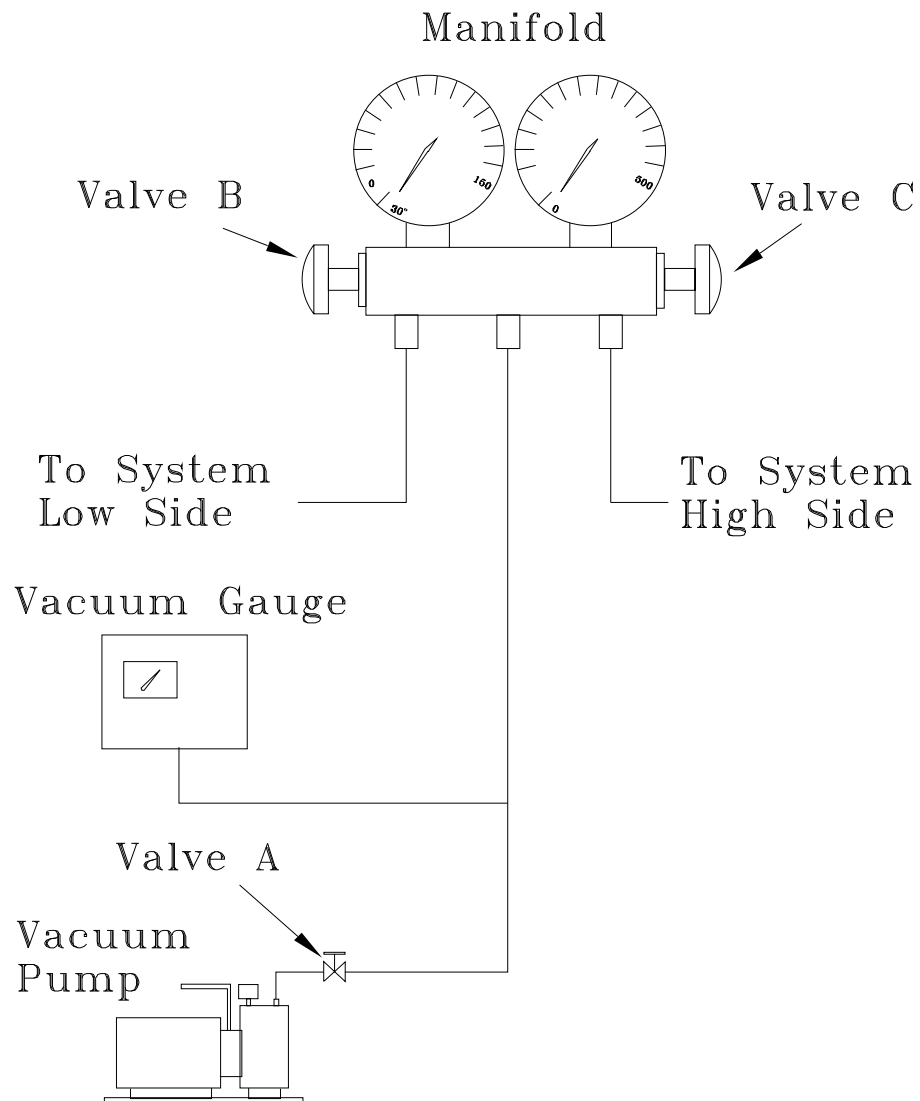 Manifold
0
30"
160
0
500
Valve B
Valve C
To System
Low Side
To System
High Side
Vacuum Gauge
Valve A
Vacuum
Pump